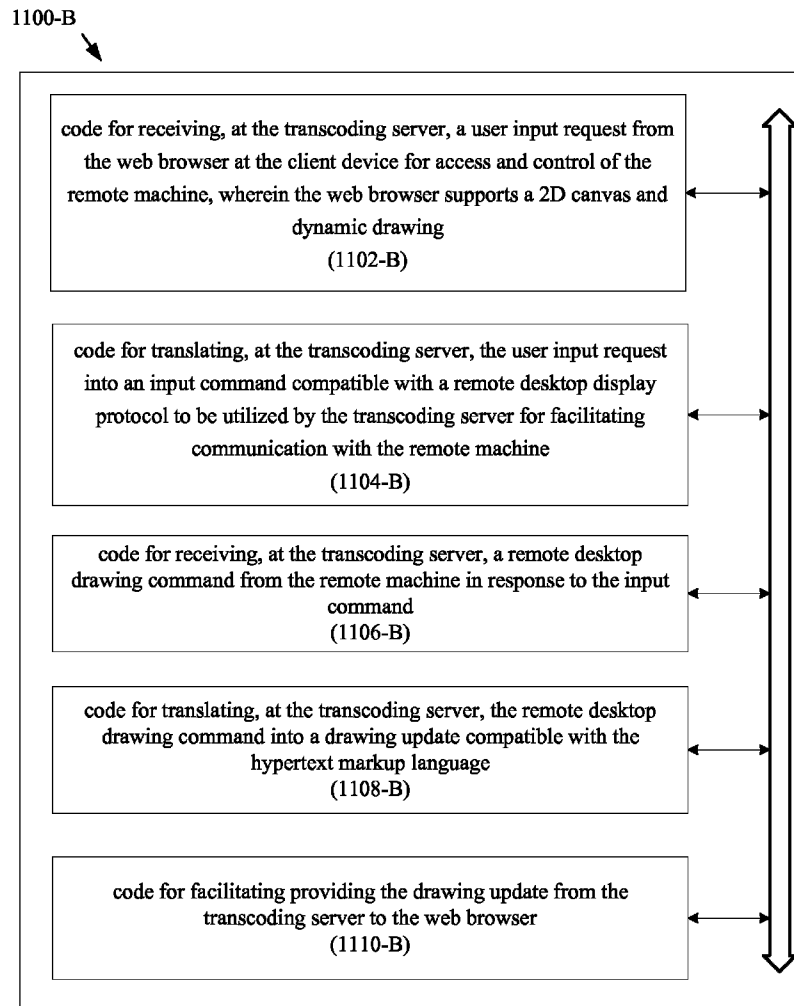 1100-B
code for receiving, at the transcoding server, a user input request from
the web browser at the client device for access and control of the
remote machine, wherein the web browser supports a 2D canvas and
dynamic drawing
(1102-B)
code for translating, at the transcoding server, the user input request
into an input command compatible with a remote desktop display
protocol to be utilized by the transcoding server for facilitating
communication with the remote machine
(1104-B)
code for receiving, at the transcoding server, a remote desktop
drawing command from the remote machine in response to the input
command
(1106-B)
code for translating, at the transcoding server, the remote desktop
drawing command into a drawing update compatible with the
hypertext markup language
(1108-B)
code for facilitating providing the drawing update from the
transcoding server to the web browser
(1110-B)